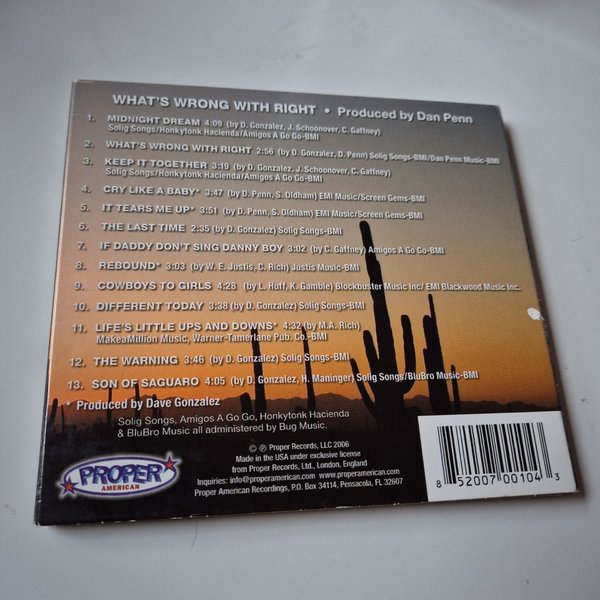 WHAT'S WRONG WITH RIGHT • Produced by Dan Penn
1. MIDNIGHT DREAM 4:09 (by D. Gonzalez, J. Schoonover, C. Gaffney)
Solig Songs/Honkytonk Hacienda/Amigos A Go Go-BMI
2. WHAT'S WRONG WITH RIGHT 2:56 (by D. Gonzalez, D. Penn) Solig Songs-BMI/Dan Penn Music-BMI
3. KEEP IT TOGETHER 3:19 (by D. Gonzalez, J. Schoonover, C. Gaffney)
Solig Songs/Honkytonk Hacienda/Amigos A Go Go-BMI
4. CRY LIKE A BABY* 3:47 (by D. Penn, S. Oldham) EMI Music/Screen Gems-BMI
5. IT TEARS ME UP* 3:51 (by D. Penn, S. Oldham) EMI Music/Screen Gems-BMI
6. THE LAST TIME 2:35 (by D. Gonzalez) Solig Songs-BMI
7. IF DADDY DON'T SING DANNY BOY 3:02 (by C. Gaffney) Amigos A Go Go-BMI
8. REBOUND* 3:03 (by W. E. Justis, C. Rich) Justis Music-BMI
9. COWBOYS TO GIRLS 4:28 (by L. Huff, K. Gamble) Blockbuster Music Inc/ EMI Blackwood Music Inc.
10. DIFFERENT TODAY 3:38 (by D. Gonzalez) Solig Songs-BMI
11. LIFE'S LITTLE UPS AND DOWNS* 4:32 (by M.A. Rich)
MakeaMillion Music, Warner-Tamerlane Pub. Co.-BMI
12. THE WARNING 3:46 (by D. Gonzalez) Solig Songs-BMI
13. SON OF SAGUARO 4:05 (by D. Gonzalez, H. Maninger) Solig Songs/BluBro Music-BMI
* Produced by Dave Gonzalez
Solig Songs, Amigos A Go Go, Honkytonk Hacienda
& BluBro Music all administered by Bug Music.
© ℗ Proper Records, LLC 2006
Made in the USA under exclusive license
from Proper Records, Ltd., London, England
Inquiries: info@properamerican.com www.properamerican.com
Proper American Recordings, P.O. Box 34114, Pensacola, FL 32607
PROPER
AMERICAN
8 52007 00104 3